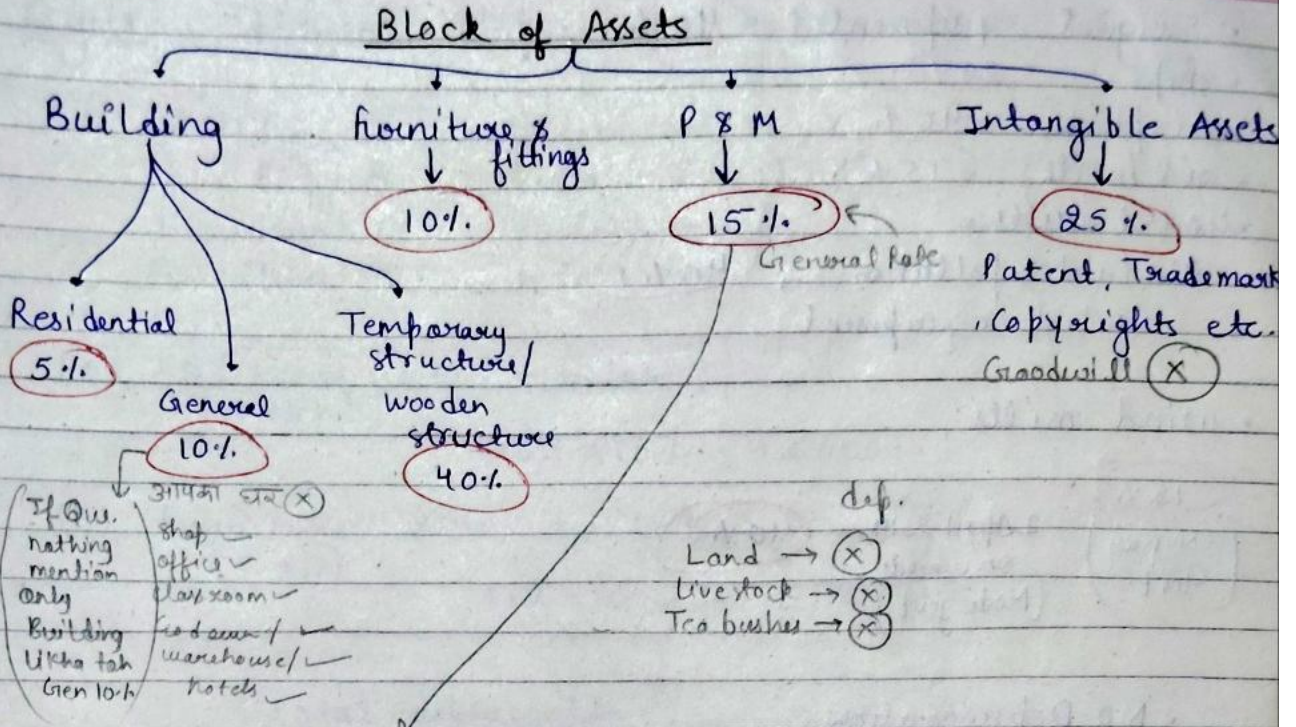 Block of Assets
Building
Furniture &
fittings
P & M
Intangible Assets
10%.
15%.
General Rate
25%.
Patent, Trademark
, Copyrights etc.
Goodwill X
Residential
5%.
General
10%.
Temporary
structure/
wooden
structure
40%.
If Que.
nothing
mention
Only
Building
likha toh
Gen 10%
आपका घर X
shop
office
classroom
Godown/
warehouse/
hotels
dep.
Land → X
Livestock → X
Tea bushes → X